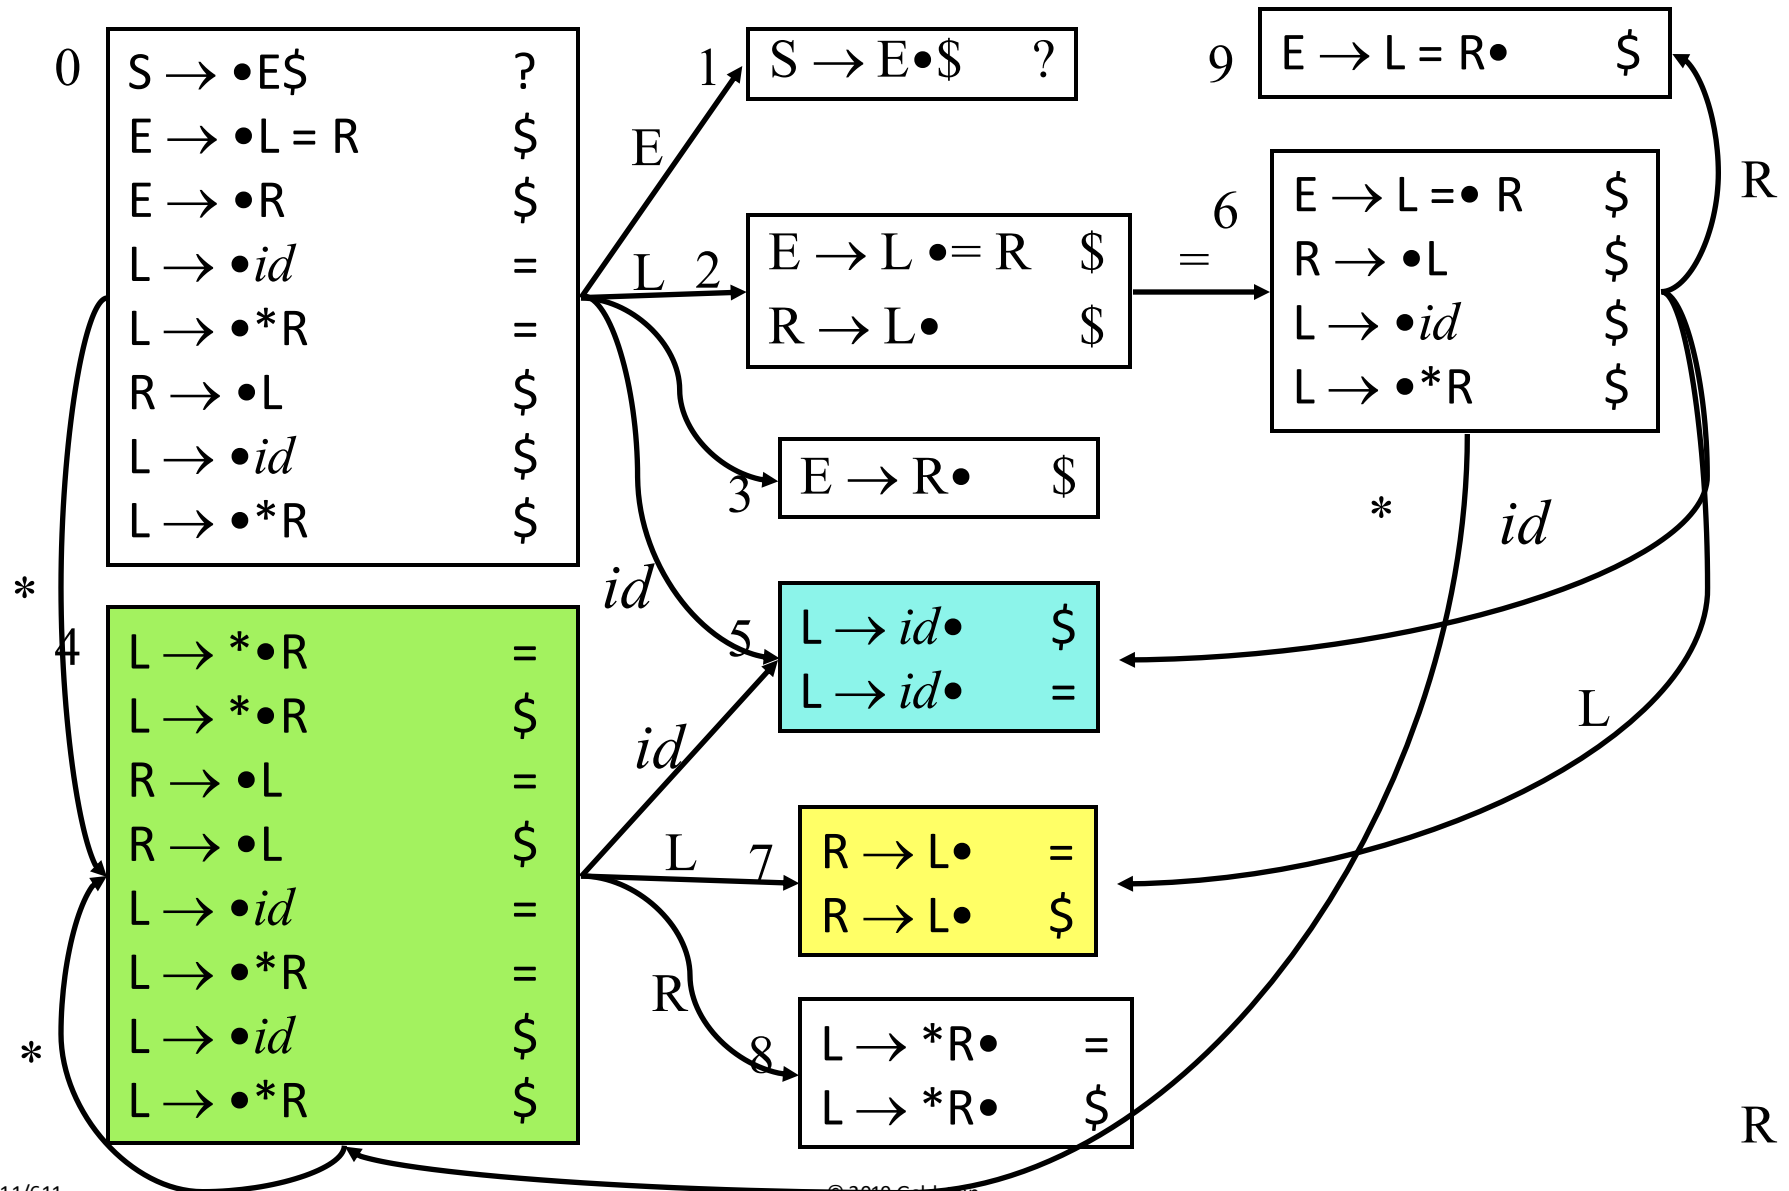 0
S → •E$ ?
E → •L = R $
E → •R $
L → •id =
L → •*R =
R → •L $
L → •id $
L → •*R $
1
S → E•$ ?
9
E → L = R• $
E
L
2
E → L •= R $
R → L• $
=
6
E → L =• R $
R → •L $
L → •id $
L → •*R $
R
3
E → R• $
*
id
*
id
4
L → *•R =
L → *•R $
R → •L =
R → •L $
L → •id =
L → •*R =
L → •id $
L → •*R $
5
L → id• $
L → id• =
id
L
L
7
R → L• =
R → L• $
R
8
L → *R• =
L → *R• $
*
R